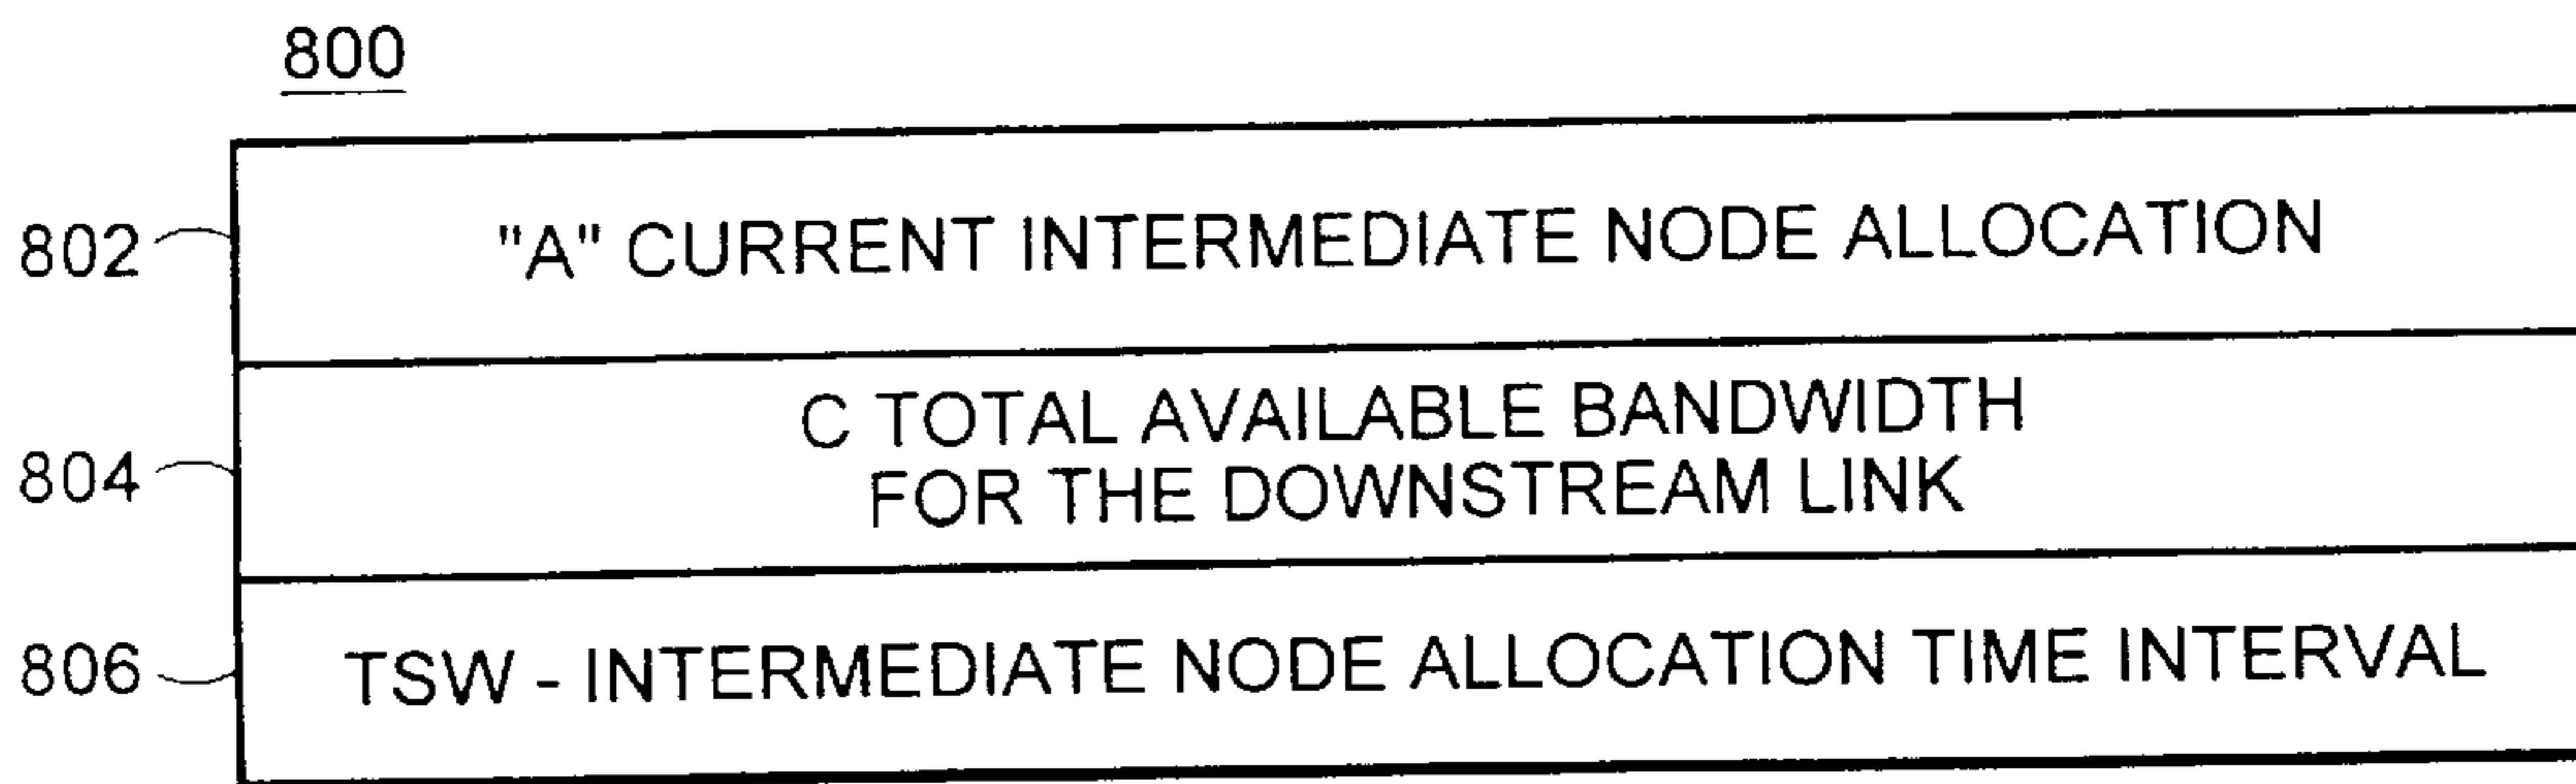 800
802
"A" CURRENT INTERMEDIATE NODE ALLOCATION
804
C TOTAL AVAILABLE BANDWIDTH
FOR THE DOWNSTREAM LINK
806
TSW - INTERMEDIATE NODE ALLOCATION TIME INTERVAL